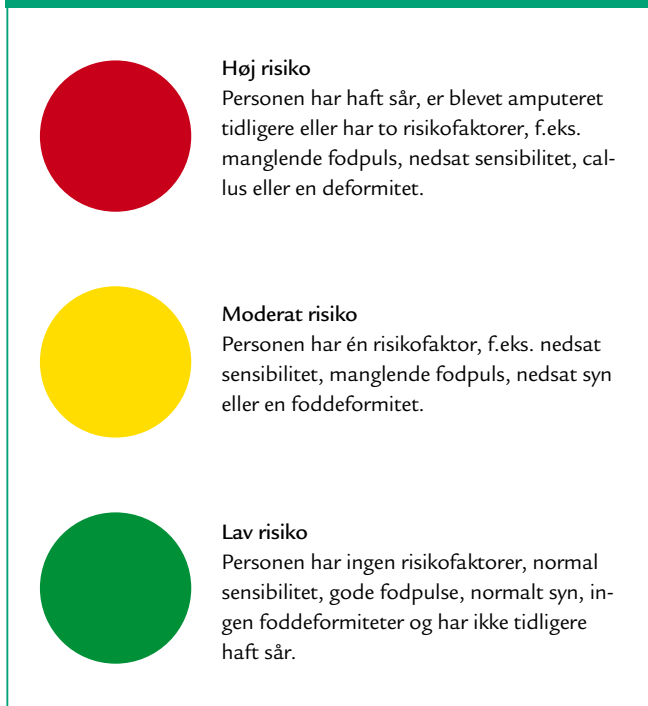 Høj risiko
Personen har haft sår, er blevet amputeret
tidligere eller har to risikofaktorer, f.eks.
manglende fodpuls, nedsat sensibilitet, cal-
lus eller en deformitet.
Moderat risiko
Personen har én risikofaktor, f.eks. nedsat
sensibilitet, manglende fodpuls, nedsat syn
eller en foddeformitet.
Lav risiko
Personen har ingen risikofaktorer, normal
sensibilitet, gode fodpulse, normalt syn, in-
gen foddeformiteter og har ikke tidligere
haft sår.